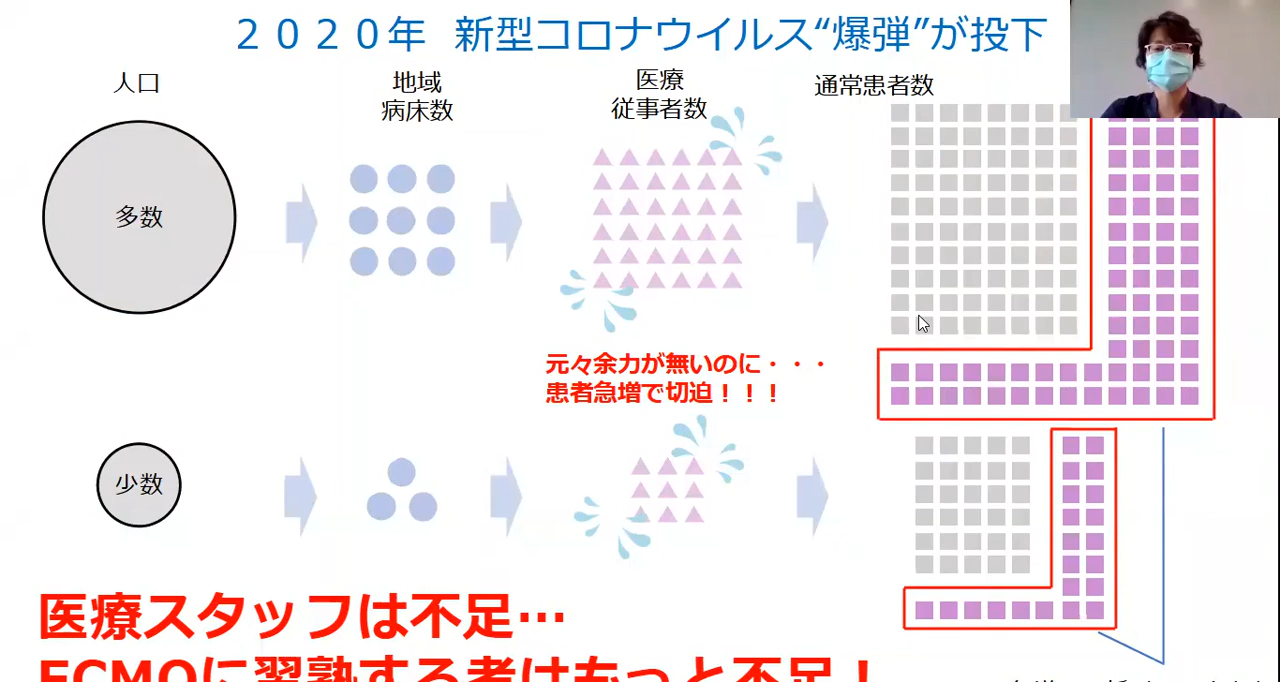 ２０２０年 新型コロナウイルス“爆弾”が投下
人口
地域
病床数
医療
従事者数
通常患者数
多数
元々余力が無いのに・・・
患者急増で切迫！！！
少数
医療スタッフは不足…
ECMOに習熟する者はもっと不足！